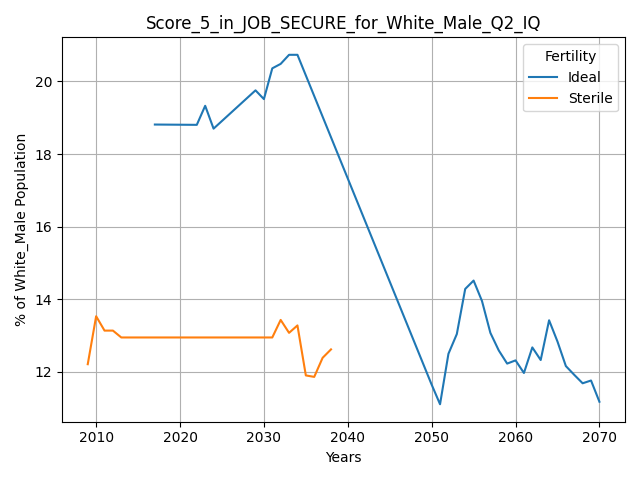 Score_5_in_JOB_SECURE_for_White_Male_Q2_IQ
Fertility
Ideal
Sterile
% of White_Male Population
20
18
16
14
12
2010 2020 2030 2040 2050 2060 2070
Years